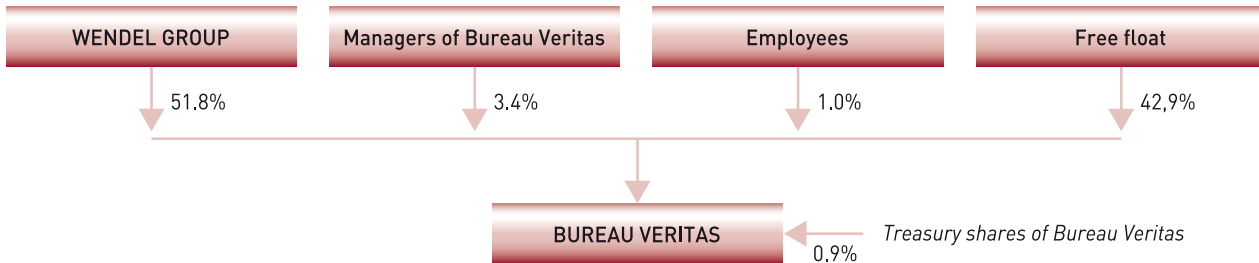 WENDEL GROUP
Managers of Bureau Veritas
Employees
Free float
51.8%
3.4%
1.0%
42,9%
BUREAU VERITAS
Treasury shares of Bureau Veritas
0,9%